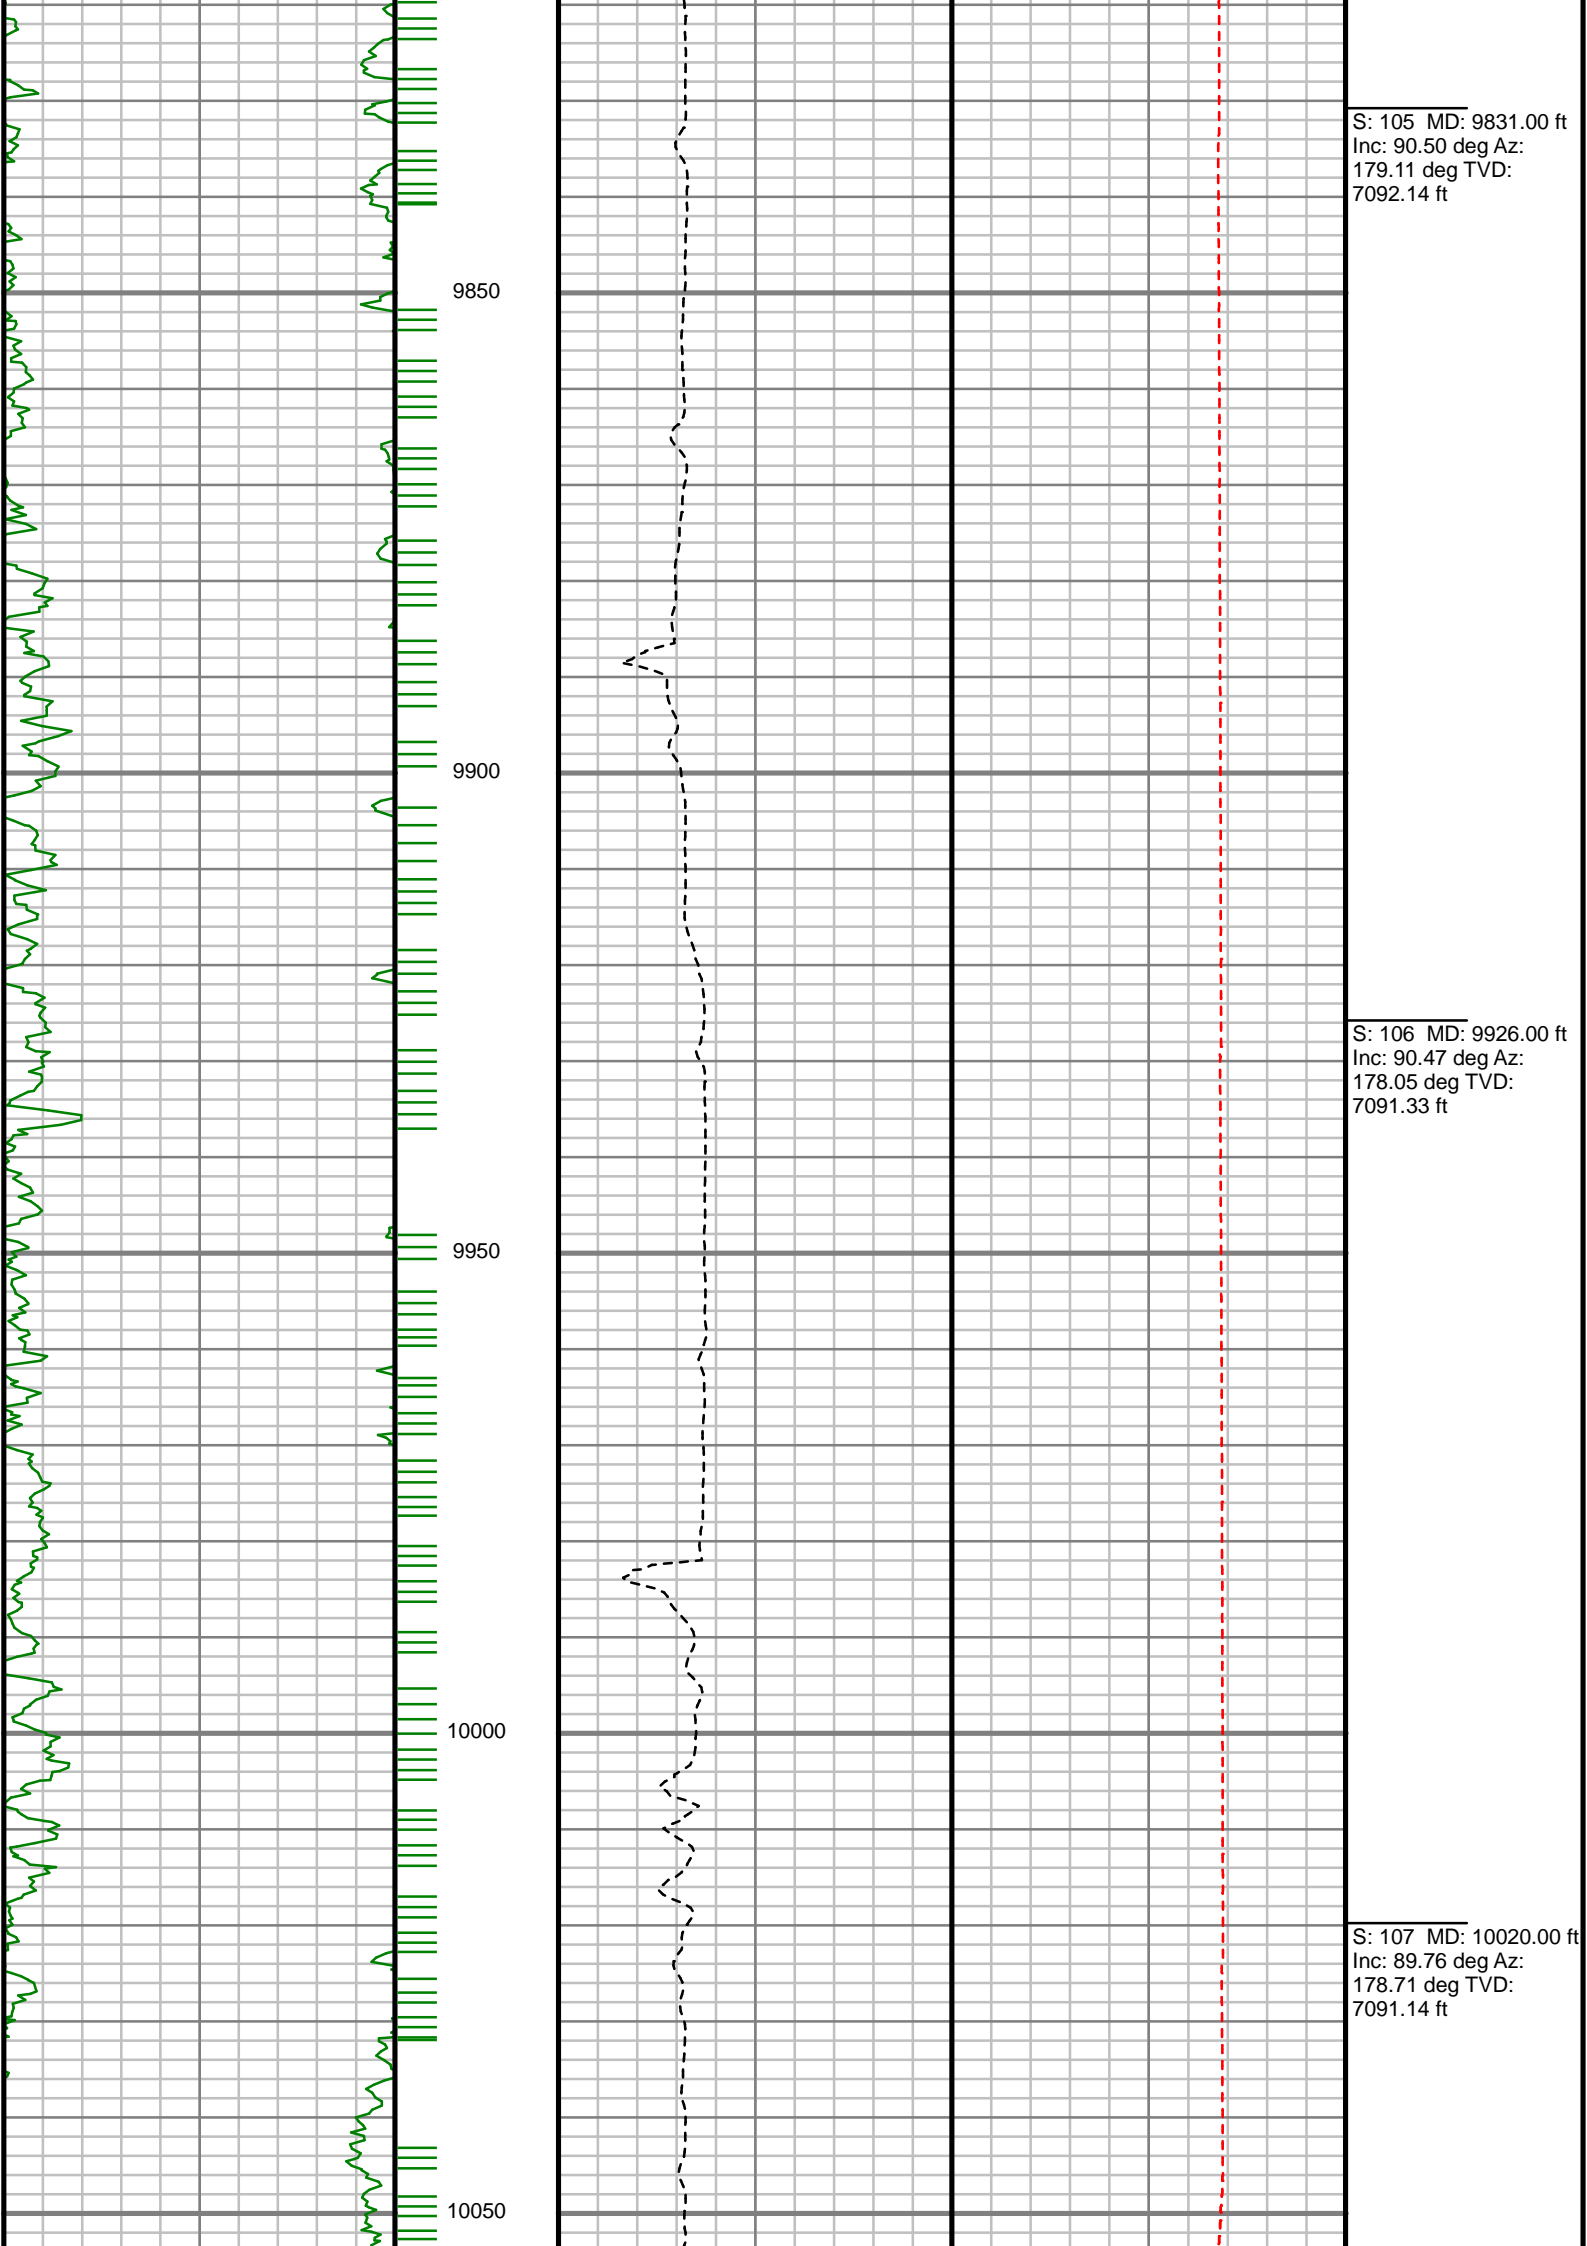 S: 105 MD: 9831.00 ft
Inc: 90.50 deg Az:
179.11 deg TVD:
7092.14 ft
9850
9900
S: 106 MD: 9926.00 ft
Inc: 90.47 deg Az:
178.05 deg TVD:
7091.33 ft
9950
10000
S: 107 MD: 10020.00 ft
Inc: 89.76 deg Az:
178.71 deg TVD:
7091.14 ft
10050